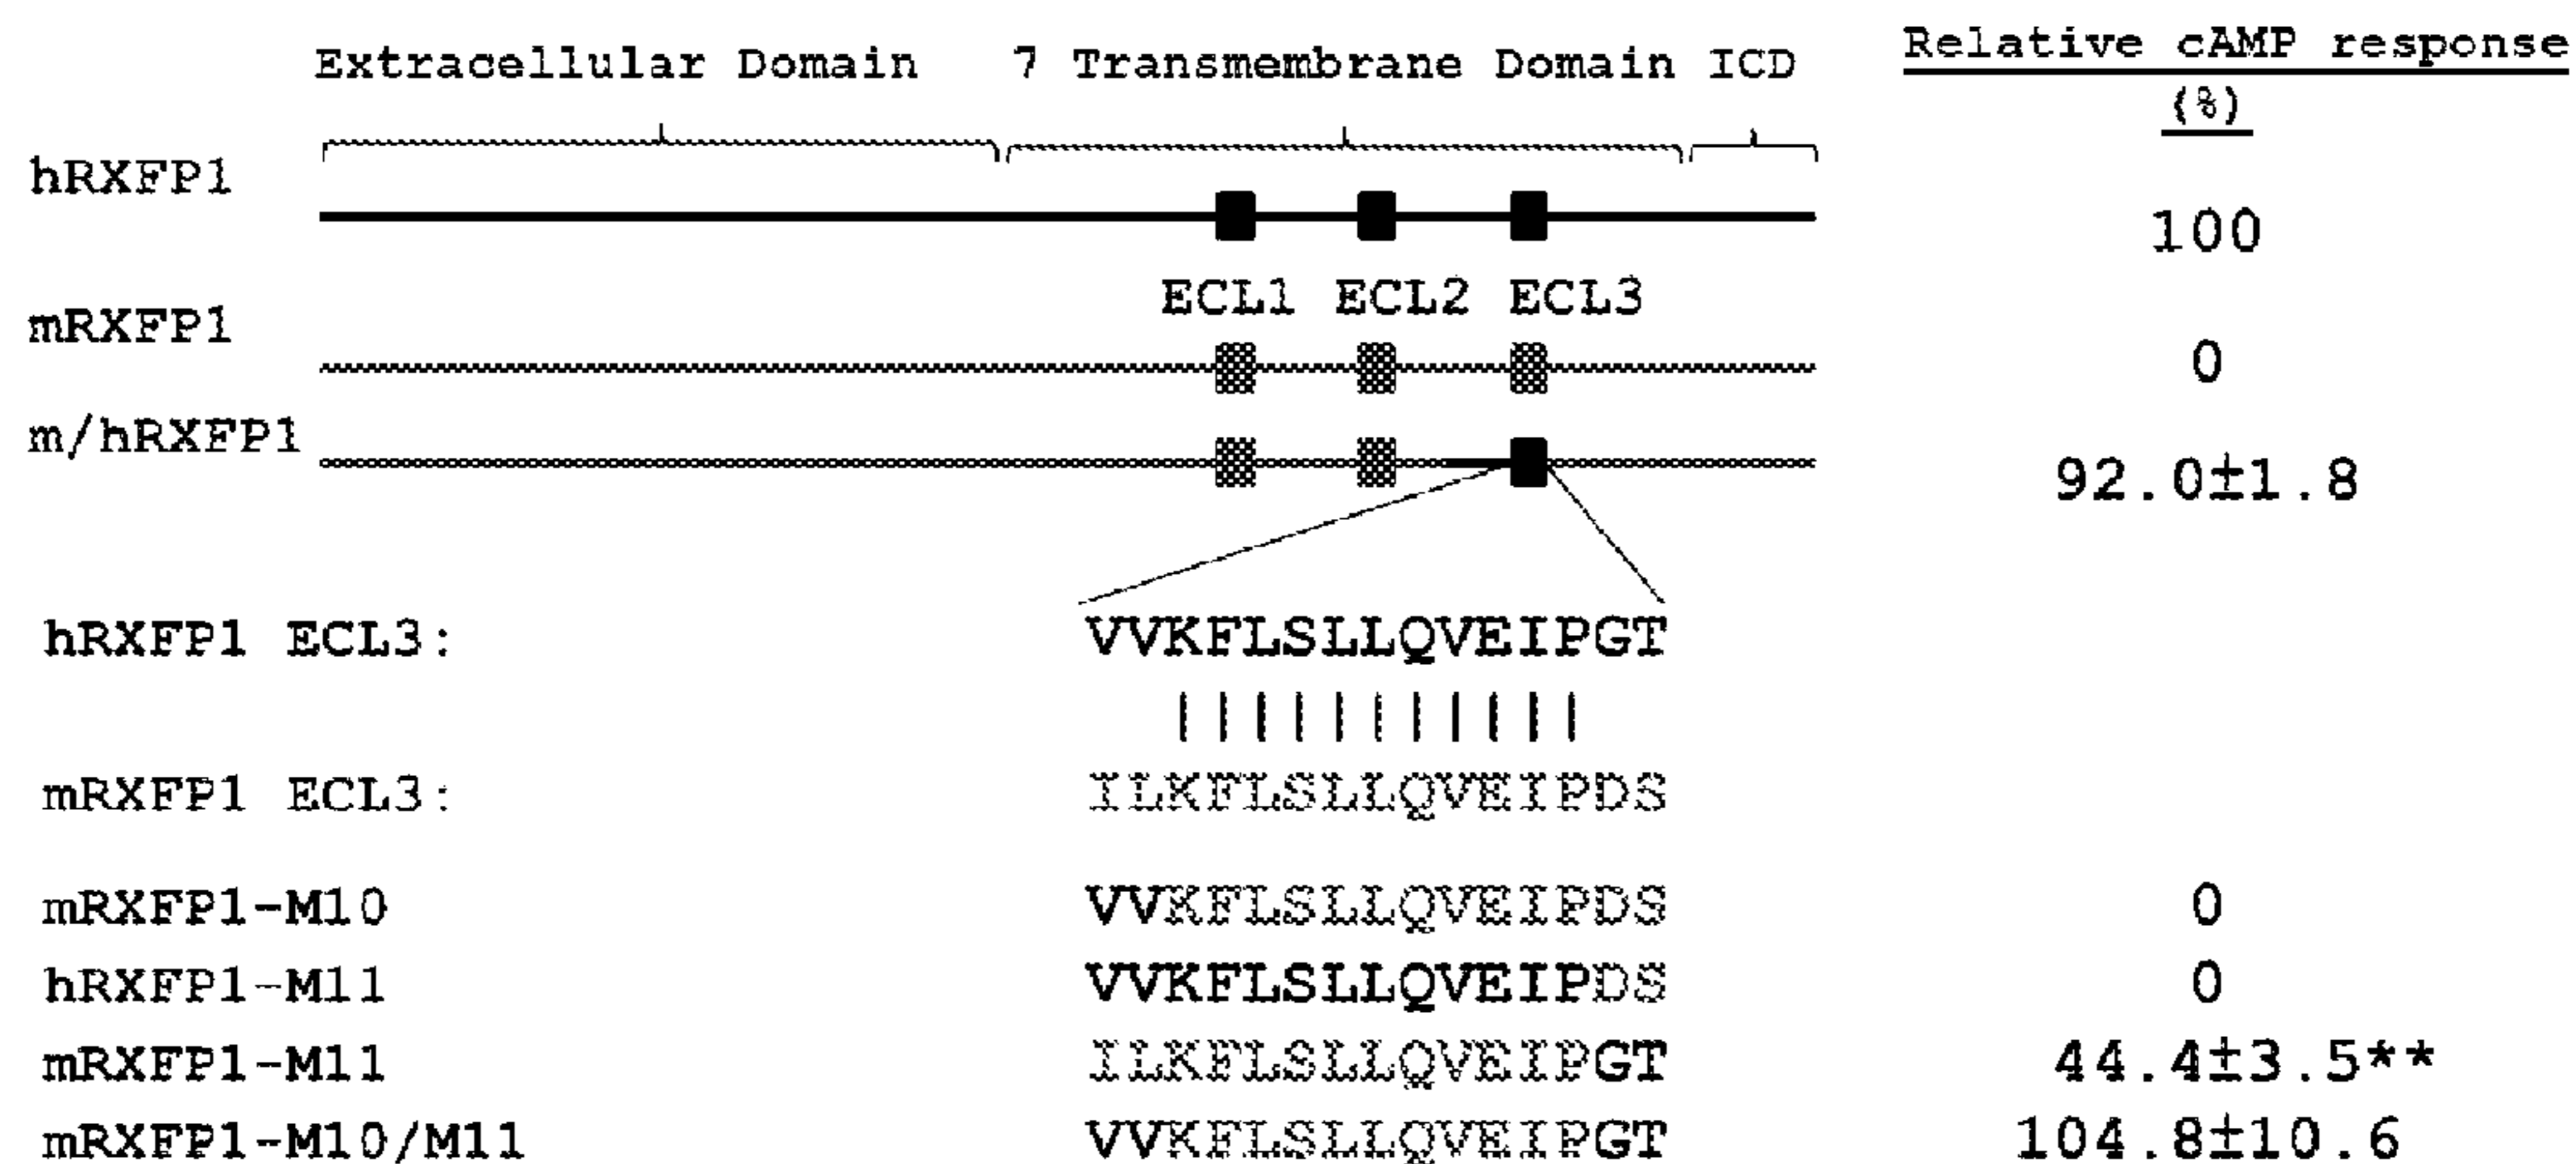 Extracellular Domain 7 Transmembrane Domain ICD Relative cAMP response
(%)
hRXFP1 100
ECL1 ECL2 ECL3
mRXFP1 0
m/hRXFP1 92.0±1.8
hRXFP1 ECL3: VVKFLSLLQVEIPGT
mRXFP1 ECL3: ILKFLSLLQVEIPDS
mRXFP1-M10 VVKFLSLLQVEIPDS 0
hRXFP1-M11 VVKFLSLLQVEIPDS 0
mRXFP1-M11 ILKFLSLLQVEIPGT 44.4±3.5**
mRXFP1-M10/M11 VVKFLSLLQVEIPGT 104.8±10.6